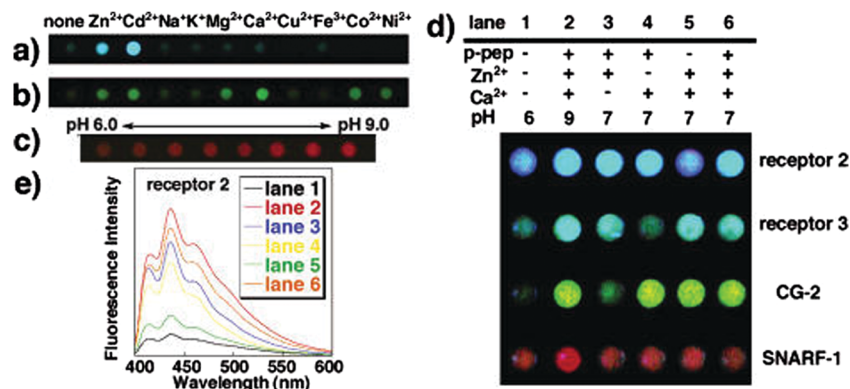 none Zn²⁺Cd²⁺Na⁺K⁺Mg²⁺Ca²⁺Cu²⁺Fe³⁺Co²⁺Ni²⁺
a)
b)
pH 6.0 pH 9.0
c)
e)
receptor 2
lane 1
lane 2
lane 3
lane 4
lane 5
lane 6
Fluorescence Intensity
400 450 500 550 600
Wavelength (nm)
d)
lane 1 2 3 4 5 6
p-pep - + + + - +
Zn²⁺ - + + - + +
Ca²⁺ - + - + + +
pH 6 9 7 7 7 7
receptor 2
receptor 3
CG-2
SNARF-1